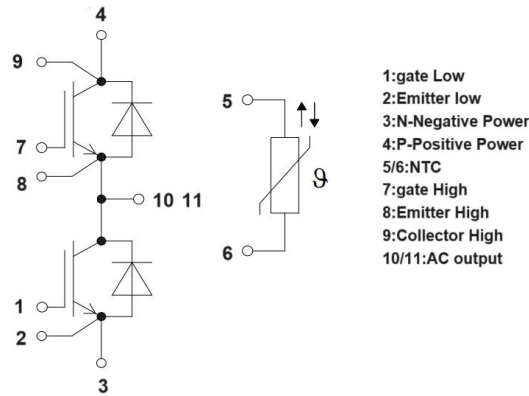 4
9
7
8
10 11
1
2
3
5
6
ϑ
1:gate Low
2:Emitter low
3:N-Negative Power
4:P-Positive Power
5/6:NTC
7:gate High
8:Emitter High
9:Collector High
10/11:AC output